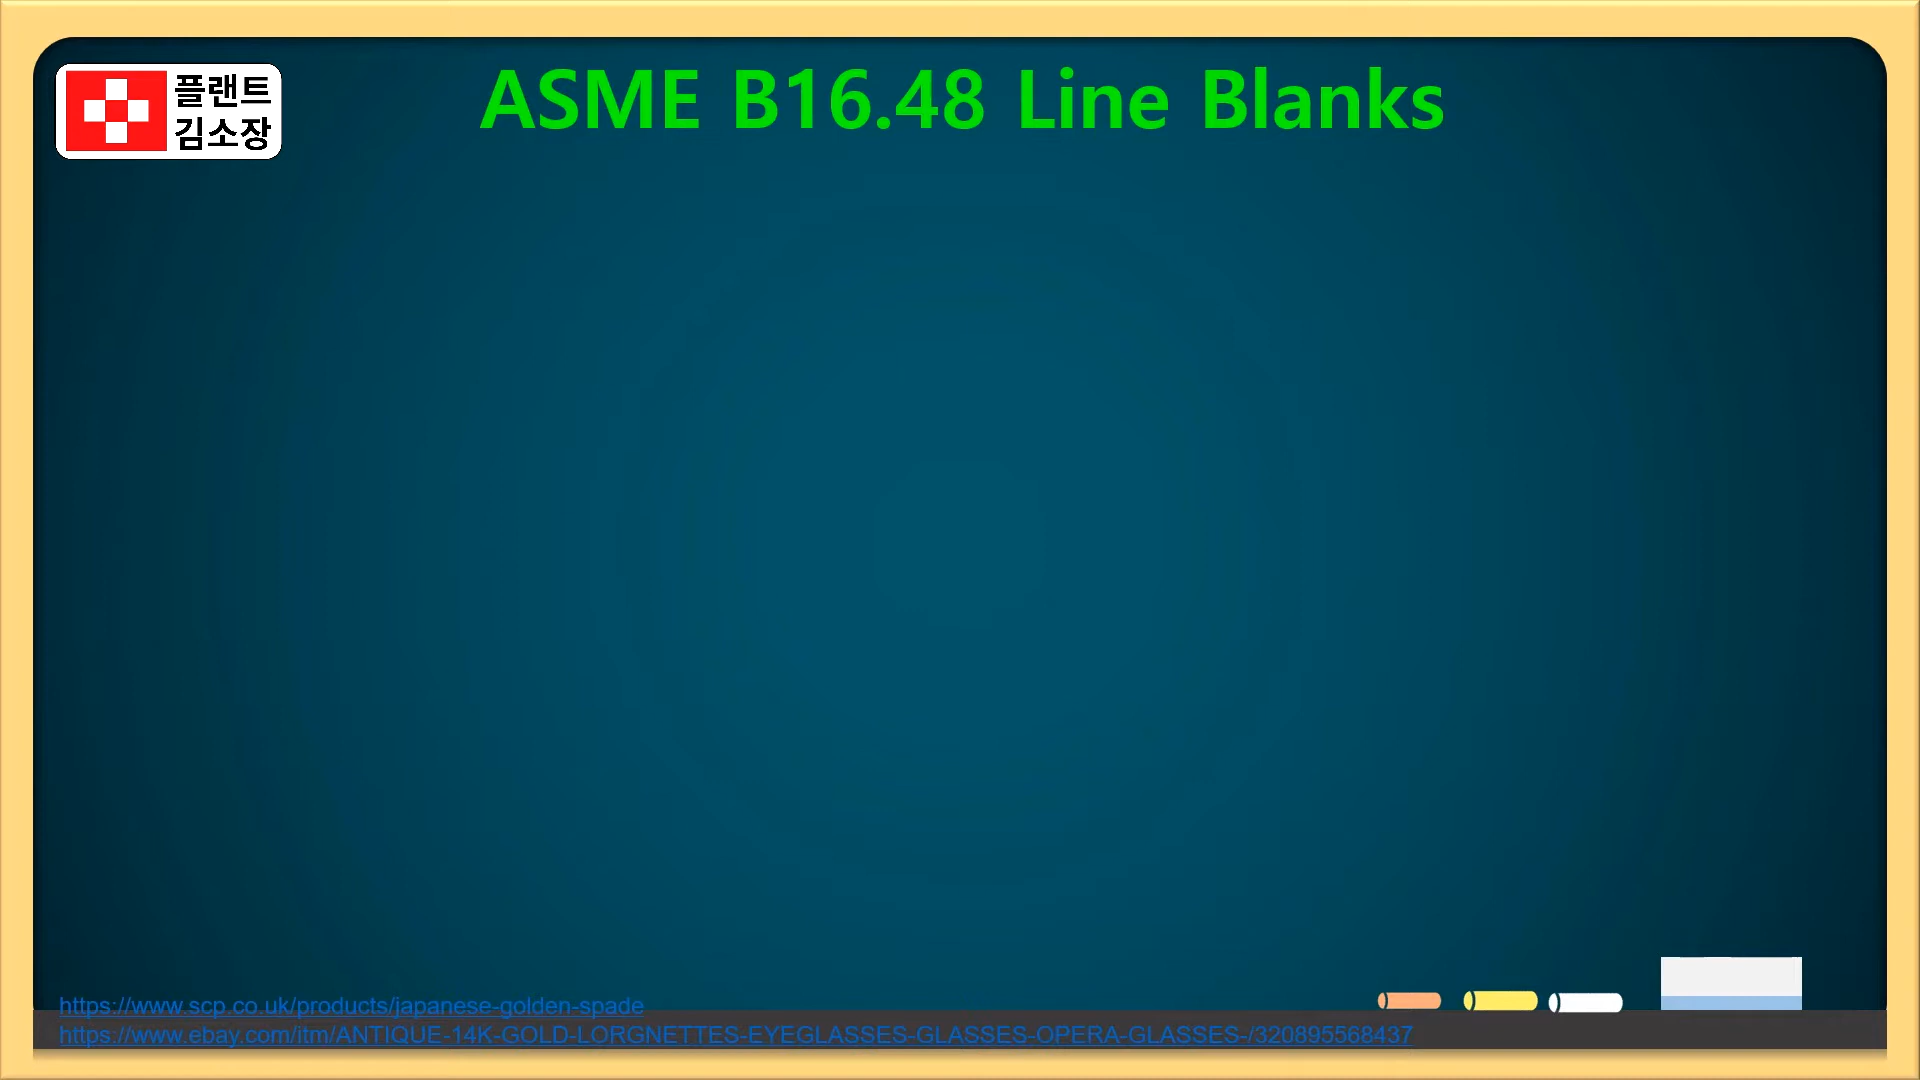 플랜트
김소장
ASME B16.48 Line Blanks
https://www.scp.co.uk/products/japanese-golden-spade
https://www.ebay.com/itm/ANTIQUE-14K-GOLD-LORGNETTES-EYEGLASSES-GLASSES-OPERA-GLASSES-/320895568437